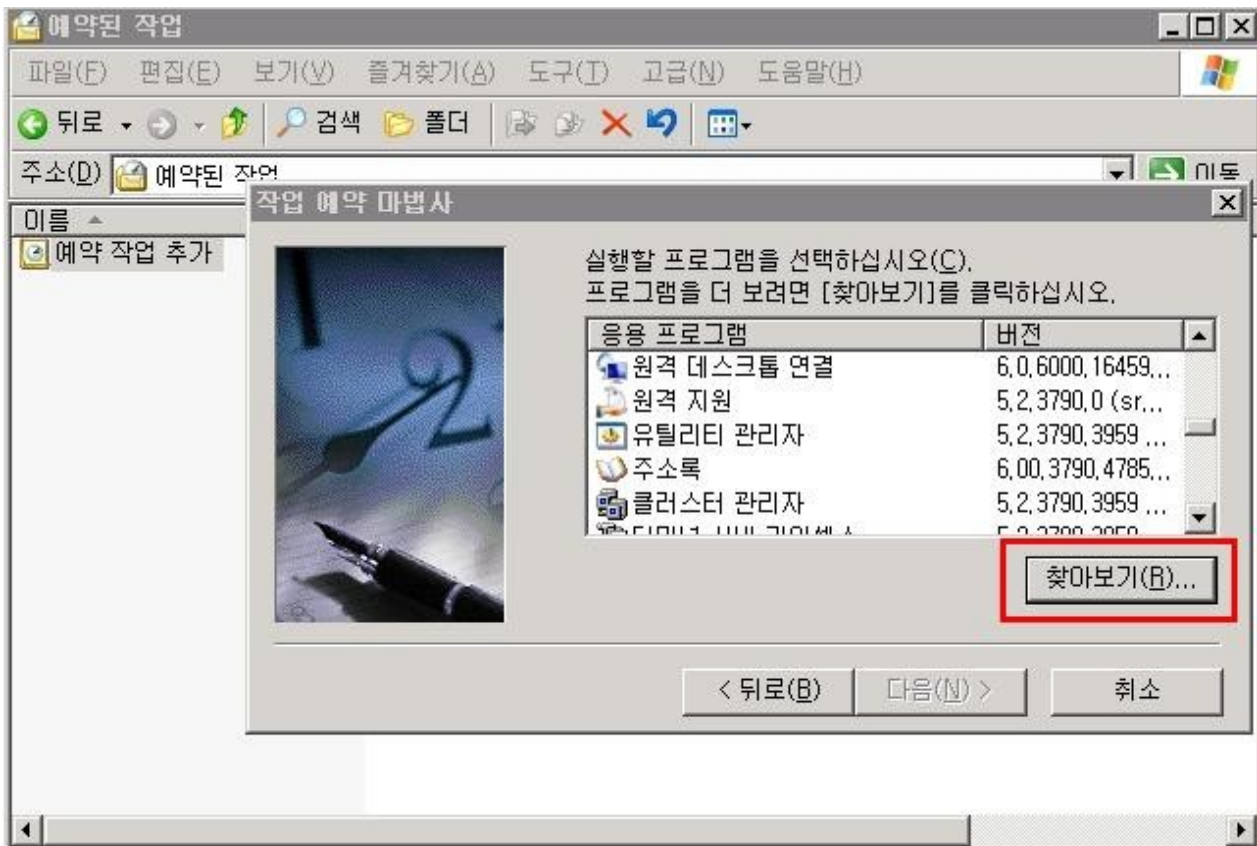 예약된 작업
파일(F) 편집(E) 보기(V) 즐겨찾기(A) 도구(T) 고급(N) 도움말(H)
뒤로 검색 폴더
주소(D) 예약된 작업 이동
이름
예약 작업 추가
작업 예약 마법사
실행할 프로그램을 선택하십시오(C).
프로그램을 더 보려면 [찾아보기]를 클릭하십시오.
응용 프로그램 버전
원격 데스크톱 연결 6.0.6000.16459...
원격 지원 5.2.3790.0 (sr...
유틸리티 관리자 5.2.3790.3959 ...
주소록 6.00.3790.4785...
클러스터 관리자 5.2.3790.3959 ...
찾아보기(R)...
< 뒤로(B) 다음(N) > 취소